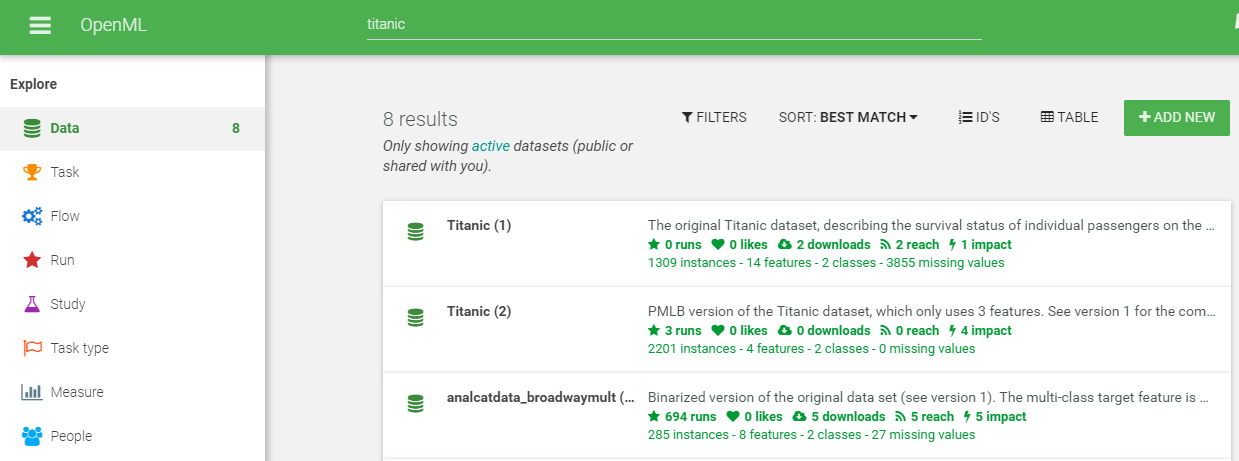 OpenML
titanic
Explore
Data 8
Task
Flow
Run
Study
Task type
Measure
People
8 results
Only showing active datasets (public or
shared with you).
FILTERS
SORT: BEST MATCH
ID'S
TABLE
ADD NEW
Titanic (1)
The original Titanic dataset, describing the survival status of individual passengers on the ...
0 runs 0 likes 2 downloads 2 reach 1 impact
1309 instances - 14 features - 2 classes - 3855 missing values
Titanic (2)
PMLB version of the Titanic dataset, which only uses 3 features. See version 1 for the com...
3 runs 0 likes 0 downloads 0 reach 4 impact
2201 instances - 4 features - 2 classes - 0 missing values
analcatdata_broadwaymult (...
Binarized version of the original data set (see version 1). The multi-class target feature is ...
694 runs 0 likes 5 downloads 5 reach 5 impact
285 instances - 8 features - 2 classes - 27 missing values